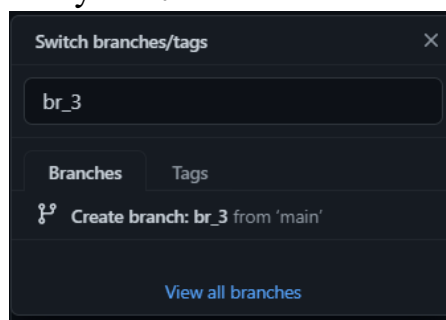 Switch branches/tags
br_3
Branches Tags
Create branch: br_3 from 'main'
View all branches